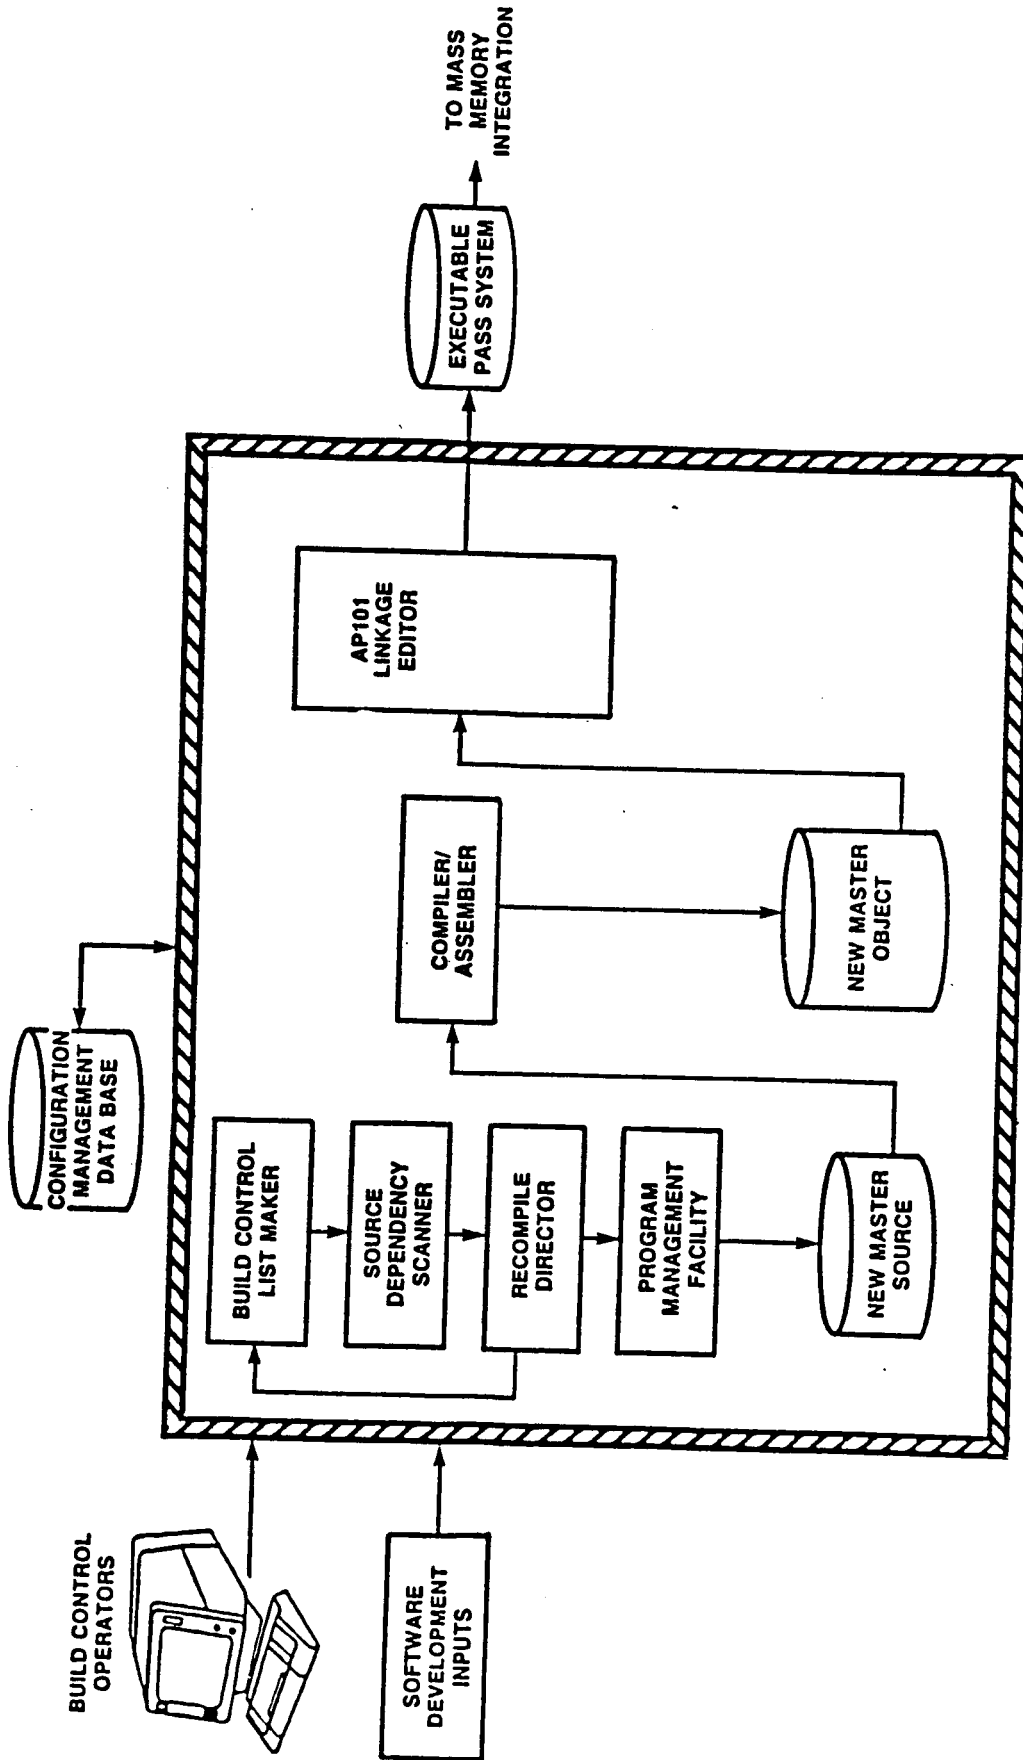 BUILD CONTROL
OPERATORS
SOFTWARE
DEVELOPMENT
INPUTS
CONFIGURATION
MANAGEMENT
DATA BASE
BUILD CONTROL
LIST MAKER
SOURCE
DEPENDENCY
SCANNER
RECOMPILE
DIRECTOR
PROGRAM
MANAGEMENT
FACILITY
NEW MASTER
SOURCE
COMPILER/
ASSEMBLER
NEW MASTER
OBJECT
AP101
LINKAGE
EDITOR
EXECUTABLE
PASS SYSTEM
TO MASS
MEMORY
INTEGRATION